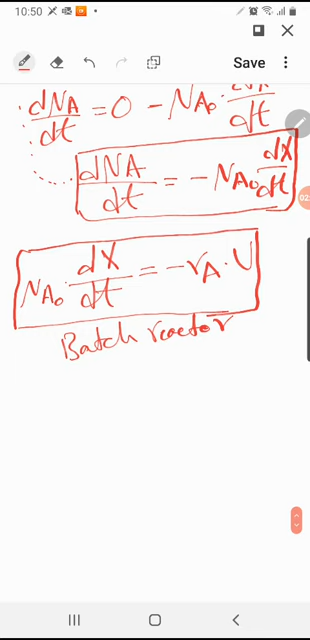 10:50
Save
dNA/dt = 0 - NA₀ · dX/dt
dNA/dt = - NA₀ dX/dt
02
NA₀ · dX/dt = - rA · V
Batch reactor